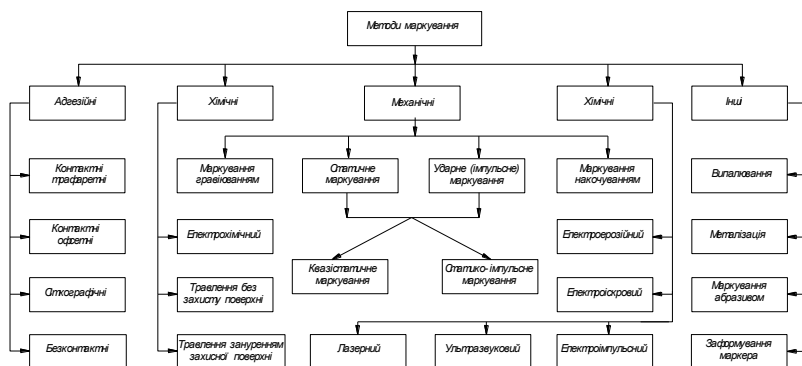 Методи маркування
Адгезійні
Хімічні
Механічні
Хімічні
Інші
Контактні
трафаретні
Маркування
гравіюванням
Статичне
маркування
Ударне (імпульсне)
маркування
Маркування
накочуванням
Випалювання
Контактні
офретні
Електрохімічний
Електроерозійний
Металізація
Квазістатичне
маркування
Статико-імпульсне
маркування
Сіткографічні
Травлення без
захисту поверхні
Електроіскровий
Маркування
абразивом
Безконтактні
Травлення зануренням
захисної поверхні
Лазерний
Ультразвуковий
Електроімпульсний
Заформування
маркера